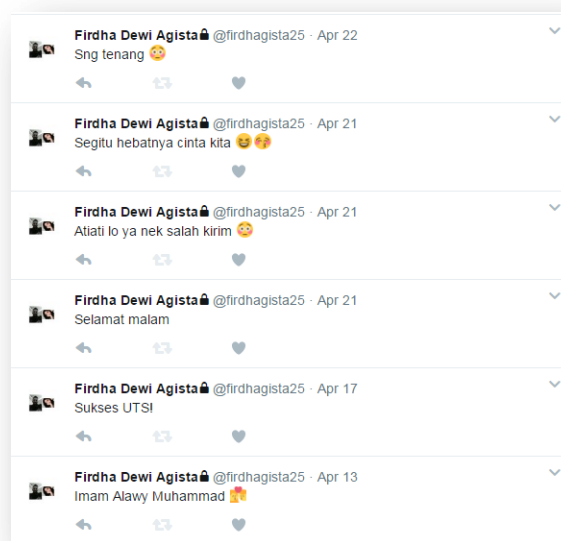 Firdha Dewi Agista @firdhagista25 · Apr 22
Sng tenang 😳
Firdha Dewi Agista @firdhagista25 · Apr 21
Segitu hebatnya cinta kita 😆😚
Firdha Dewi Agista @firdhagista25 · Apr 21
Atiati lo ya nek salah kirim 😳
Firdha Dewi Agista @firdhagista25 · Apr 21
Selamat malam
Firdha Dewi Agista @firdhagista25 · Apr 17
Sukses UTS!
Firdha Dewi Agista @firdhagista25 · Apr 13
Imam Alawy Muhammad 💏